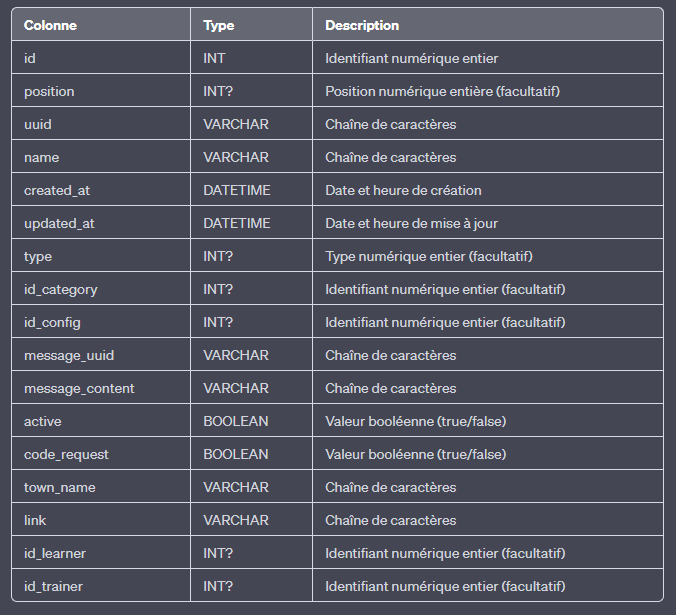 Colonne Type Description
id INT Identifiant numérique entier
position INT? Position numérique entière (facultatif)
uuid VARCHAR Chaîne de caractères
name VARCHAR Chaîne de caractères
created_at DATETIME Date et heure de création
updated_at DATETIME Date et heure de mise à jour
type INT? Type numérique entier (facultatif)
id_category INT? Identifiant numérique entier (facultatif)
id_config INT? Identifiant numérique entier (facultatif)
message_uuid VARCHAR Chaîne de caractères
message_content VARCHAR Chaîne de caractères
active BOOLEAN Valeur booléenne (true/false)
code_request BOOLEAN Valeur booléenne (true/false)
town_name VARCHAR Chaîne de caractères
link VARCHAR Chaîne de caractères
id_learner INT? Identifiant numérique entier (facultatif)
id_trainer INT? Identifiant numérique entier (facultatif)